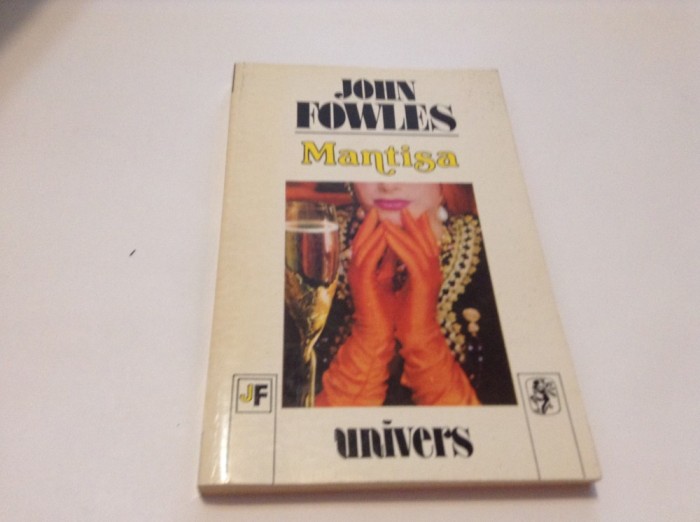 JOHN
FOWLES
Mantisa
JF
univers